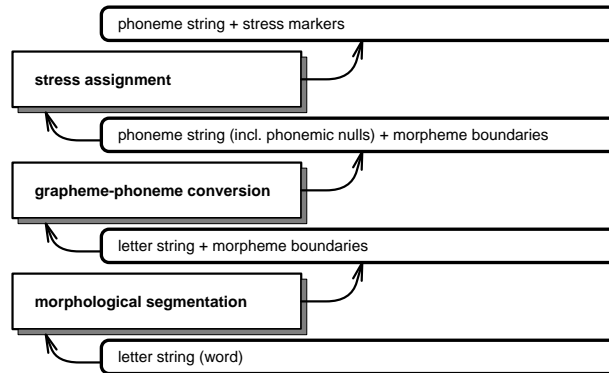 phoneme string + stress markers
stress assignment
phoneme string (incl. phonemic nulls) + morpheme boundaries
grapheme-phoneme conversion
letter string + morpheme boundaries
morphological segmentation
letter string (word)